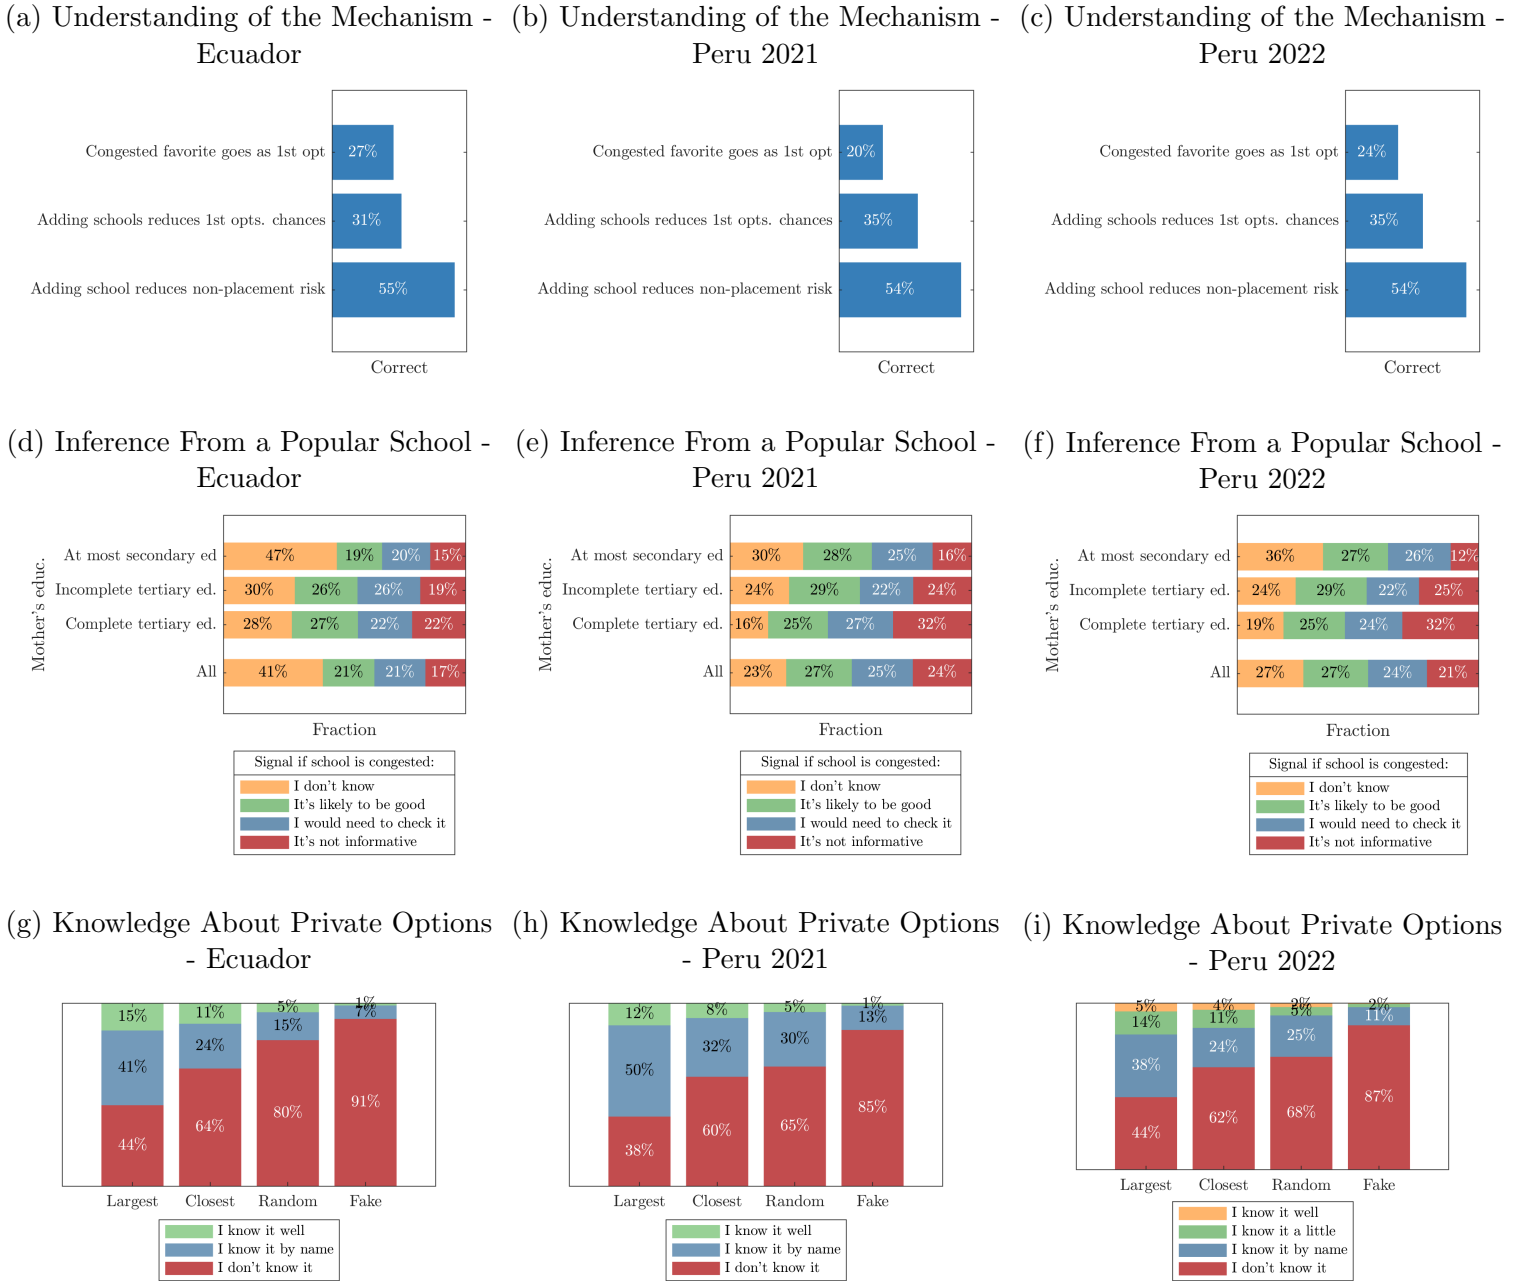 (a) Understanding of the Mechanism -
Ecuador
Congested favorite goes as 1st opt
27%
Adding schools reduces 1st opts. chances
31%
Adding school reduces non-placement risk
55%
Correct
(b) Understanding of the Mechanism -
Peru 2021
Congested favorite goes as 1st opt
20%
Adding schools reduces 1st opts. chances
35%
Adding school reduces non-placement risk
54%
Correct
(c) Understanding of the Mechanism -
Peru 2022
Congested favorite goes as 1st opt
24%
Adding schools reduces 1st opts. chances
35%
Adding school reduces non-placement risk
54%
Correct
(d) Inference From a Popular School -
Ecuador
Mother's educ.
At most secondary ed 47% 19% 20% 15%
Incomplete tertiary ed. 30% 26% 26% 19%
Complete tertiary ed. 28% 27% 22% 22%
All 41% 21% 21% 17%
Fraction
Signal if school is congested:
I don't know
It's likely to be good
I would need to check it
It's not informative
(e) Inference From a Popular School -
Peru 2021
Mother's educ.
At most secondary ed 30% 28% 25% 16%
Incomplete tertiary ed. 24% 29% 22% 24%
Complete tertiary ed. 16% 25% 27% 32%
All 23% 27% 25% 24%
Fraction
Signal if school is congested:
I don't know
It's likely to be good
I would need to check it
It's not informative
(f) Inference From a Popular School -
Peru 2022
Mother's educ.
At most secondary ed 36% 27% 26% 12%
Incomplete tertiary ed. 24% 29% 22% 25%
Complete tertiary ed. 19% 25% 24% 32%
All 27% 27% 24% 21%
Fraction
Signal if school is congested:
I don't know
It's likely to be good
I would need to check it
It's not informative
(g) Knowledge About Private Options
- Ecuador
15% 11% 5% 1%
41% 24% 15% 7%
44% 64% 80% 91%
Largest Closest Random Fake
I know it well
I know it by name
I don't know it
(h) Knowledge About Private Options
- Peru 2021
12% 8% 5% 1%
50% 32% 30% 13%
38% 60% 65% 85%
Largest Closest Random Fake
I know it well
I know it by name
I don't know it
(i) Knowledge About Private Options
- Peru 2022
5% 4% 2%
14% 11% 5% 2%
38% 24% 25% 11%
44% 62% 68% 87%
Largest Closest Random Fake
I know it well
I know it a little
I know it by name
I don't know it